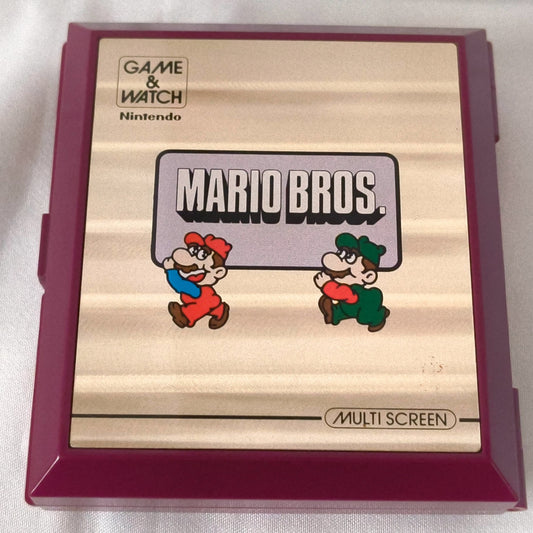 GAME
&
WATCH
Nintendo
MARIO BROS.
MULTI SCREEN